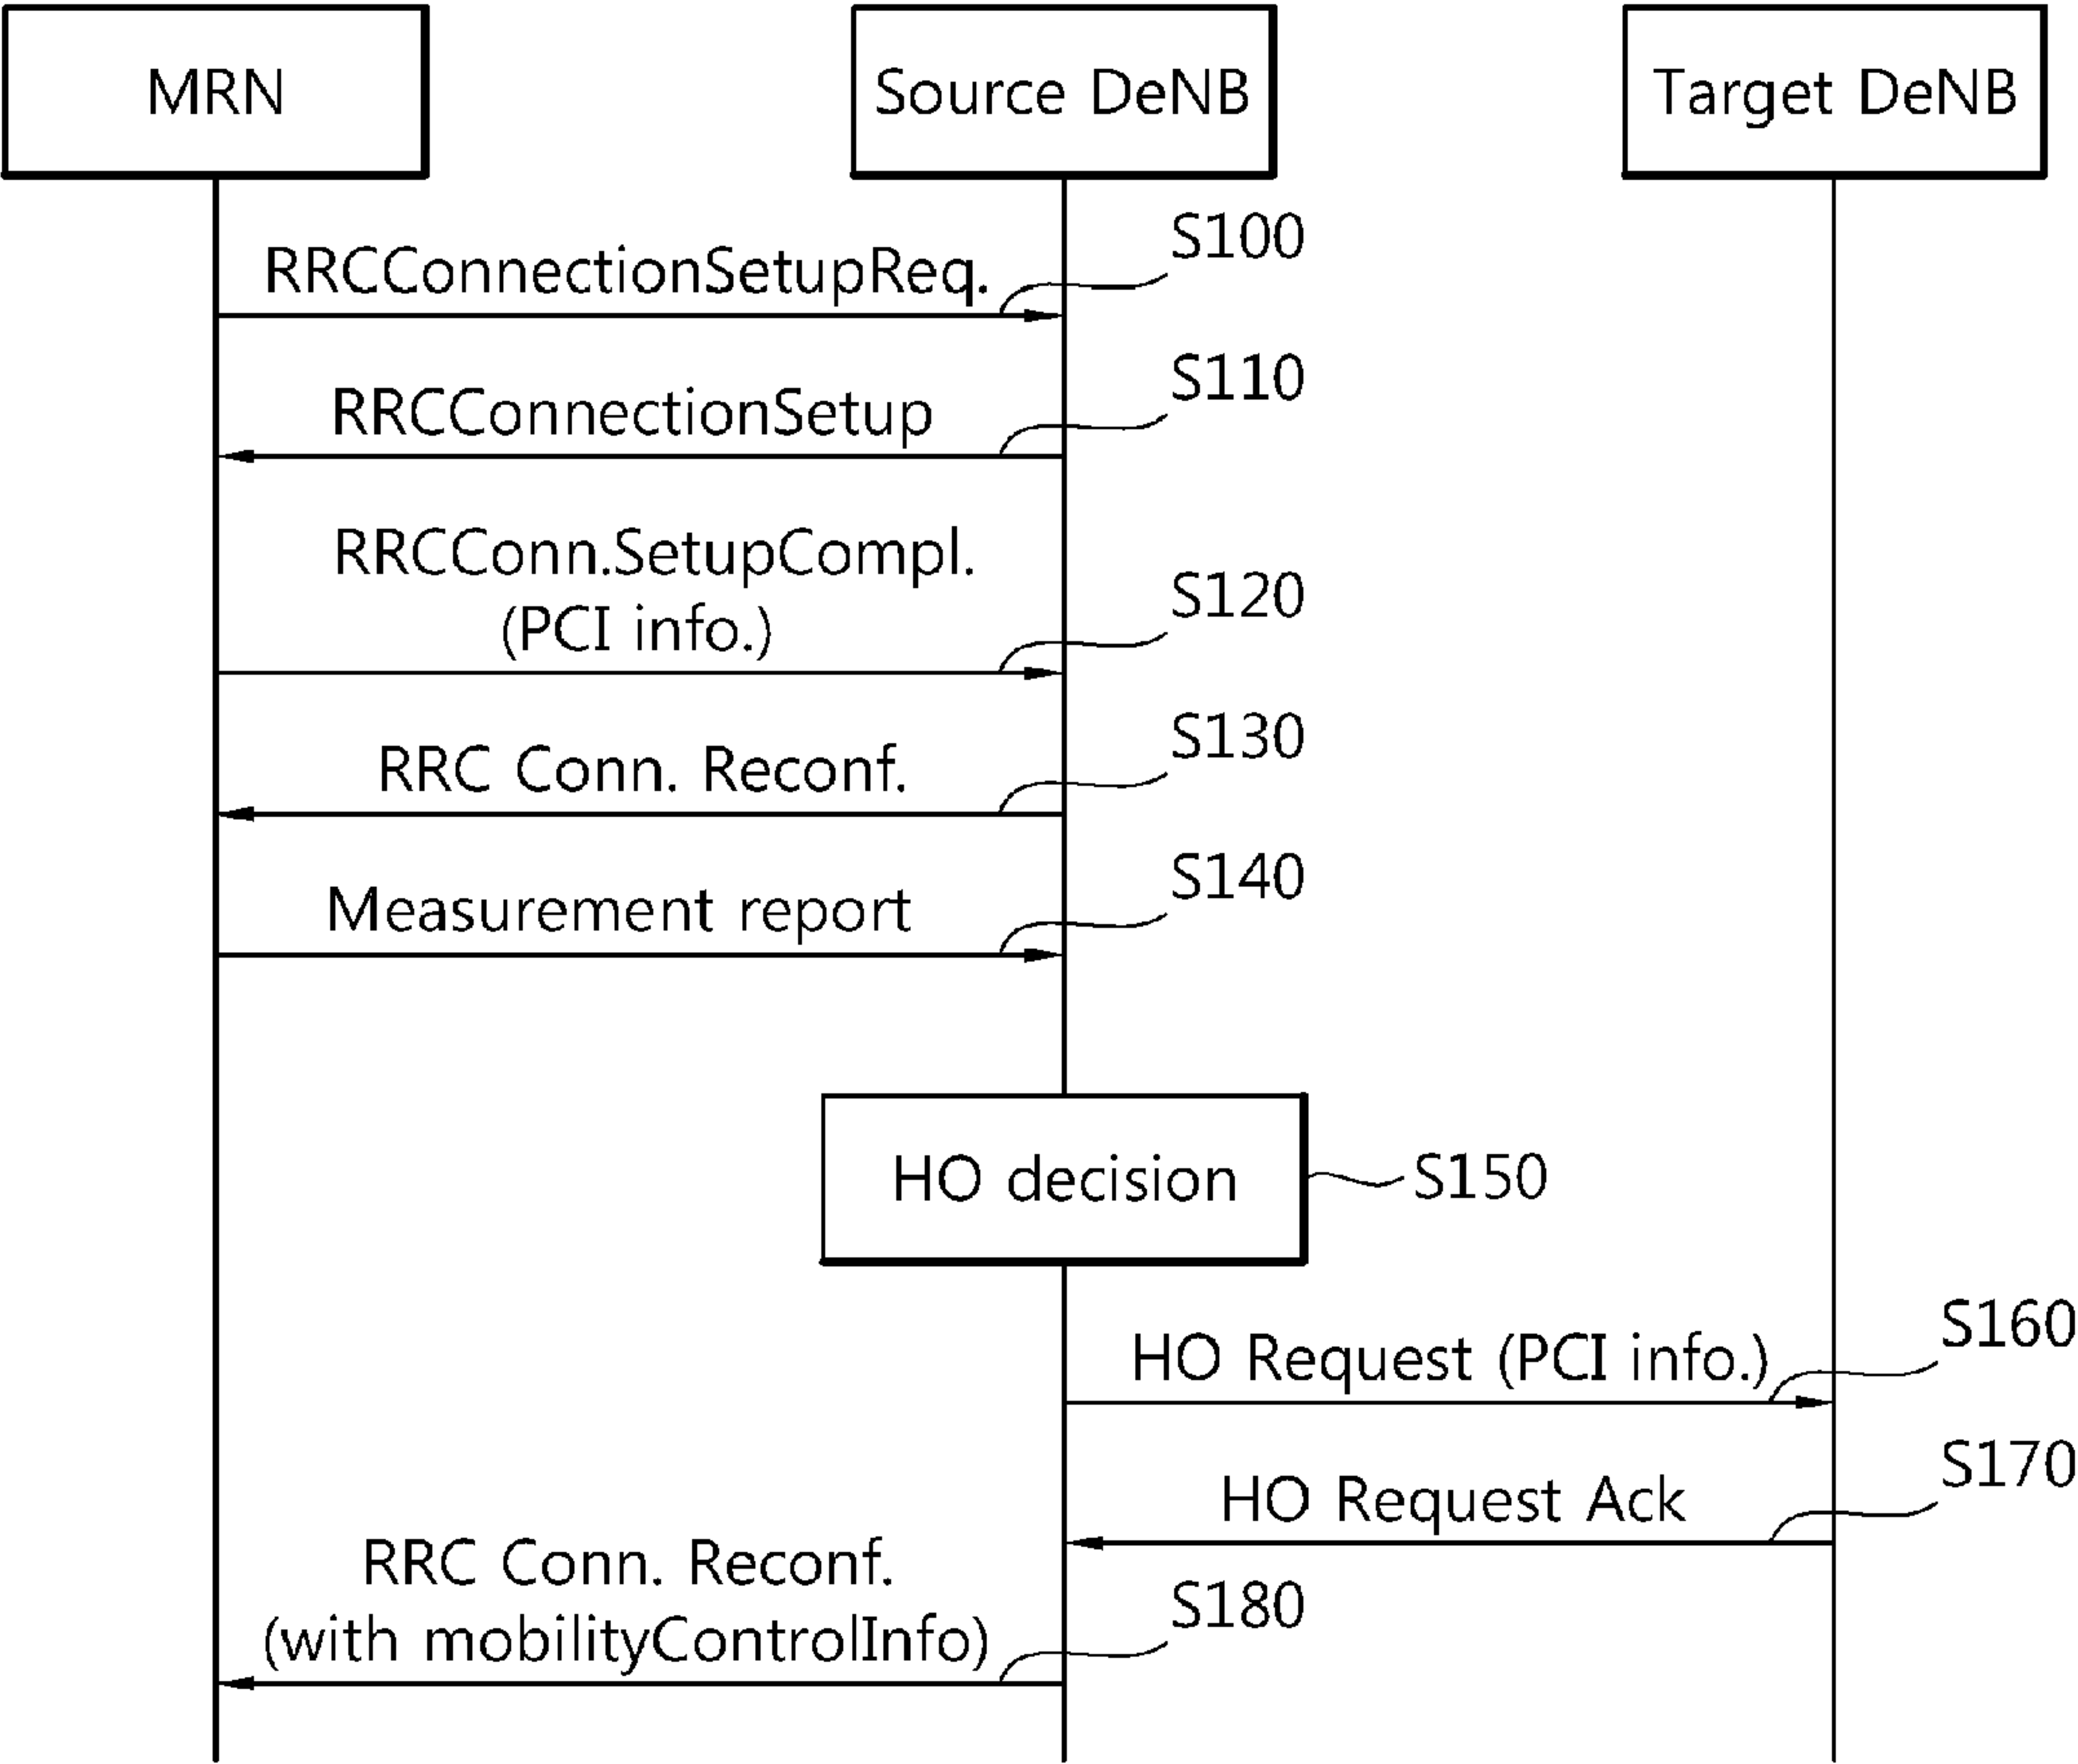 MRN
Source DeNB
Target DeNB
S100
RRCConnectionSetupReq.
S110
RRCConnectionSetup
RRCConn.SetupCompl.
(PCI info.)
S120
S130
RRC Conn. Reconf.
S140
Measurement report
HO decision
S150
S160
HO Request (PCI info.)
S170
HO Request Ack
RRC Conn. Reconf.
(with mobilityControlInfo)
S180